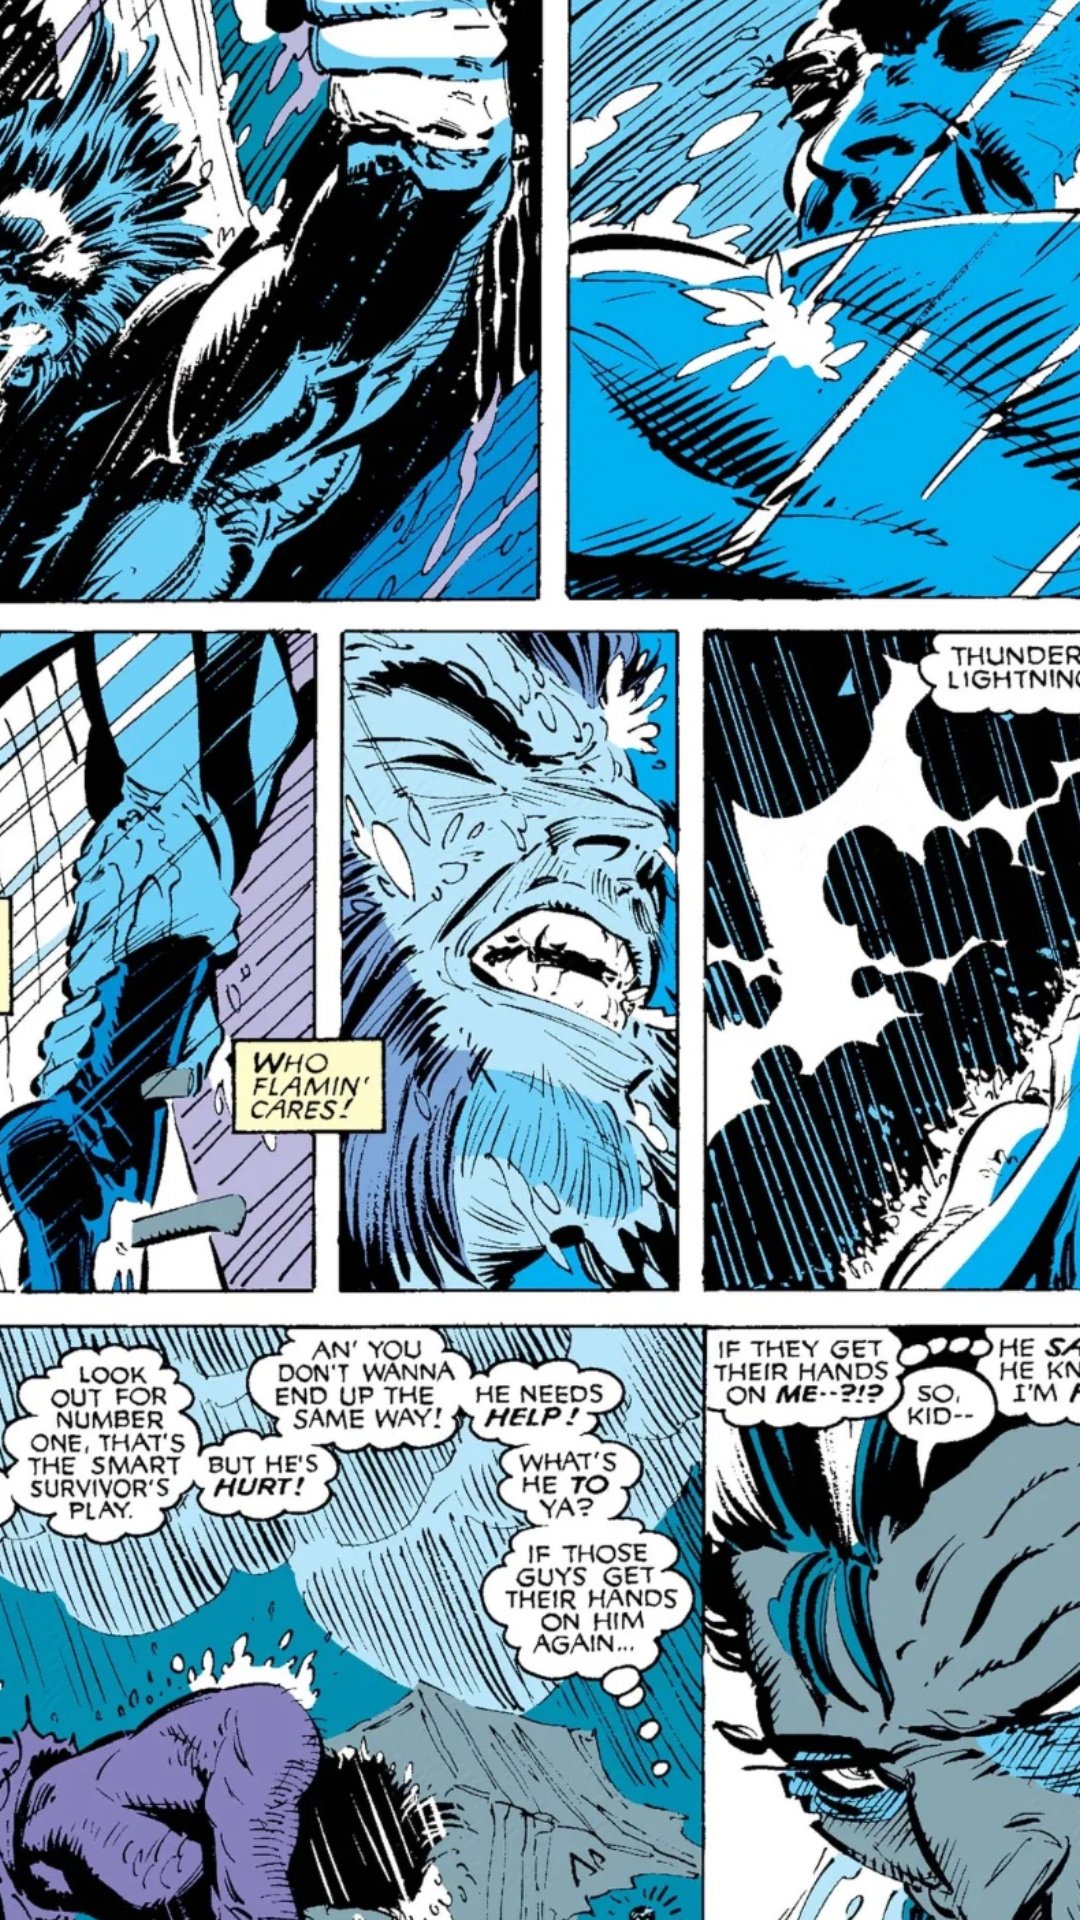 THUNDER
LIGHTNING
WHO
FLAMIN'
CARES!
LOOK
OUT FOR
NUMBER
ONE, THAT'S
THE SMART
SURVIVOR'S
PLAY.
BUT HE'S
HURT!
AN' YOU
DON'T WANNA
END UP THE
SAME WAY!
HE NEEDS
HELP!
WHAT'S
HE TO
YA?
IF THOSE
GUYS GET
THEIR HANDS
ON HIM
AGAIN...
IF THEY GET
THEIR HANDS
ON ME--?!?
SO,
KID--
HE
HE
I'M